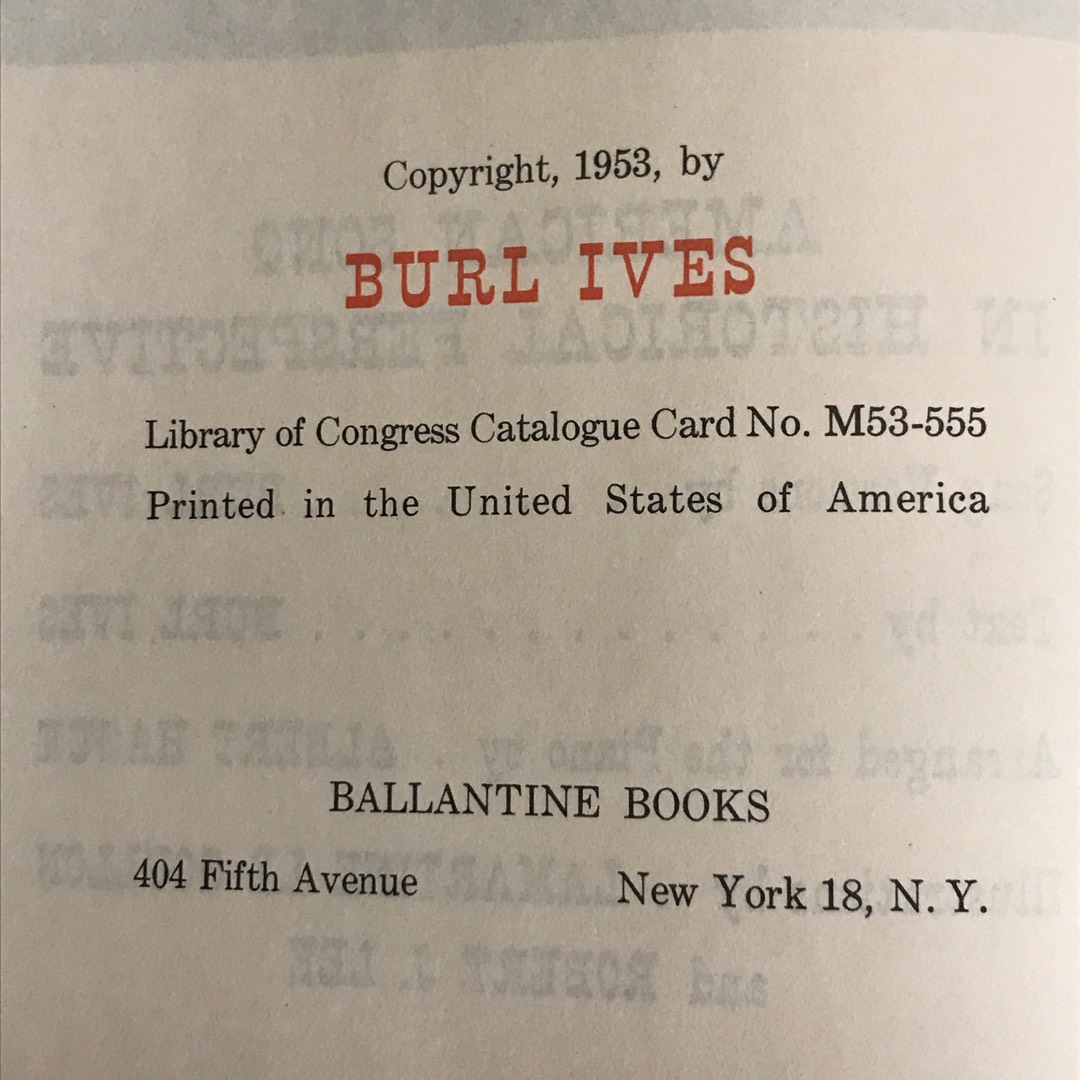 Copyright, 1953, by
BURL IVES
Library of Congress Catalogue Card No. M53-555
Printed in the United States of America
BALLANTINE BOOKS
404 Fifth Avenue New York 18, N. Y.